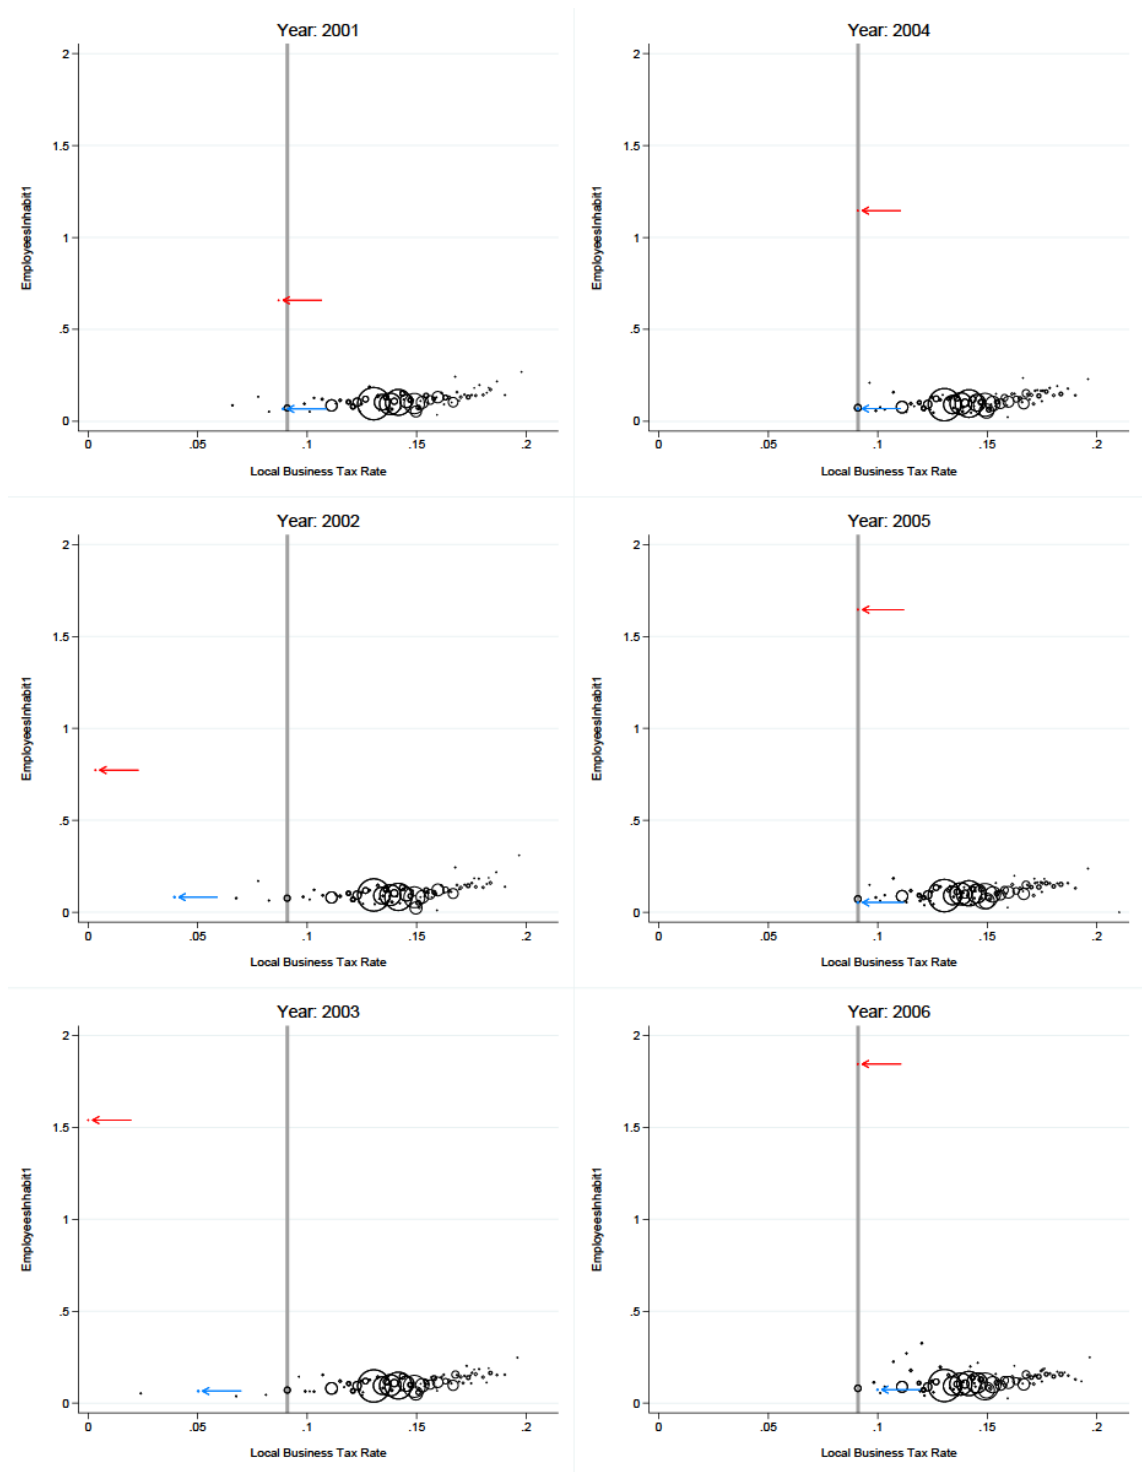 Year: 2001
2
1.5
1
.5
0
EmployeesInhabit1
0 .05 .1 .15 .2
Local Business Tax Rate
Year: 2004
2
1.5
1
.5
0
EmployeesInhabit1
0 .05 .1 .15 .2
Local Business Tax Rate
Year: 2002
2
1.5
1
.5
0
EmployeesInhabit1
0 .05 .1 .15 .2
Local Business Tax Rate
Year: 2005
2
1.5
1
.5
0
EmployeesInhabit1
0 .05 .1 .15 .2
Local Business Tax Rate
Year: 2003
2
1.5
1
.5
0
EmployeesInhabit1
0 .05 .1 .15 .2
Local Business Tax Rate
Year: 2006
2
1.5
1
.5
0
EmployeesInhabit1
0 .05 .1 .15 .2
Local Business Tax Rate